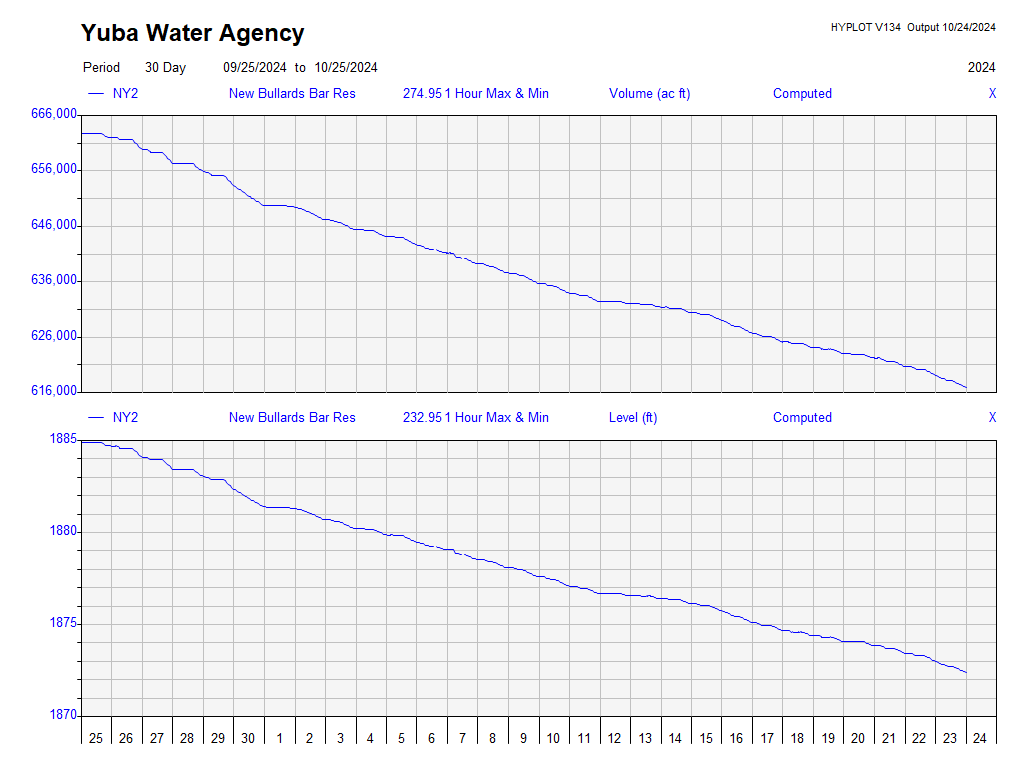 Yuba Water Agency
HYPLOT V134 Output 10/24/2024
Period 30 Day 09/25/2024 to 10/25/2024 2024
NY2 New Bullards Bar Res 274.95 1 Hour Max & Min Volume (ac ft) Computed X
666,000
656,000
646,000
636,000
626,000
616,000
NY2 New Bullards Bar Res 232.95 1 Hour Max & Min Level (ft) Computed X
1885
1880
1875
1870
25 26 27 28 29 30 1 2 3 4 5 6 7 8 9 10 11 12 13 14 15 16 17 18 19 20 21 22 23 24